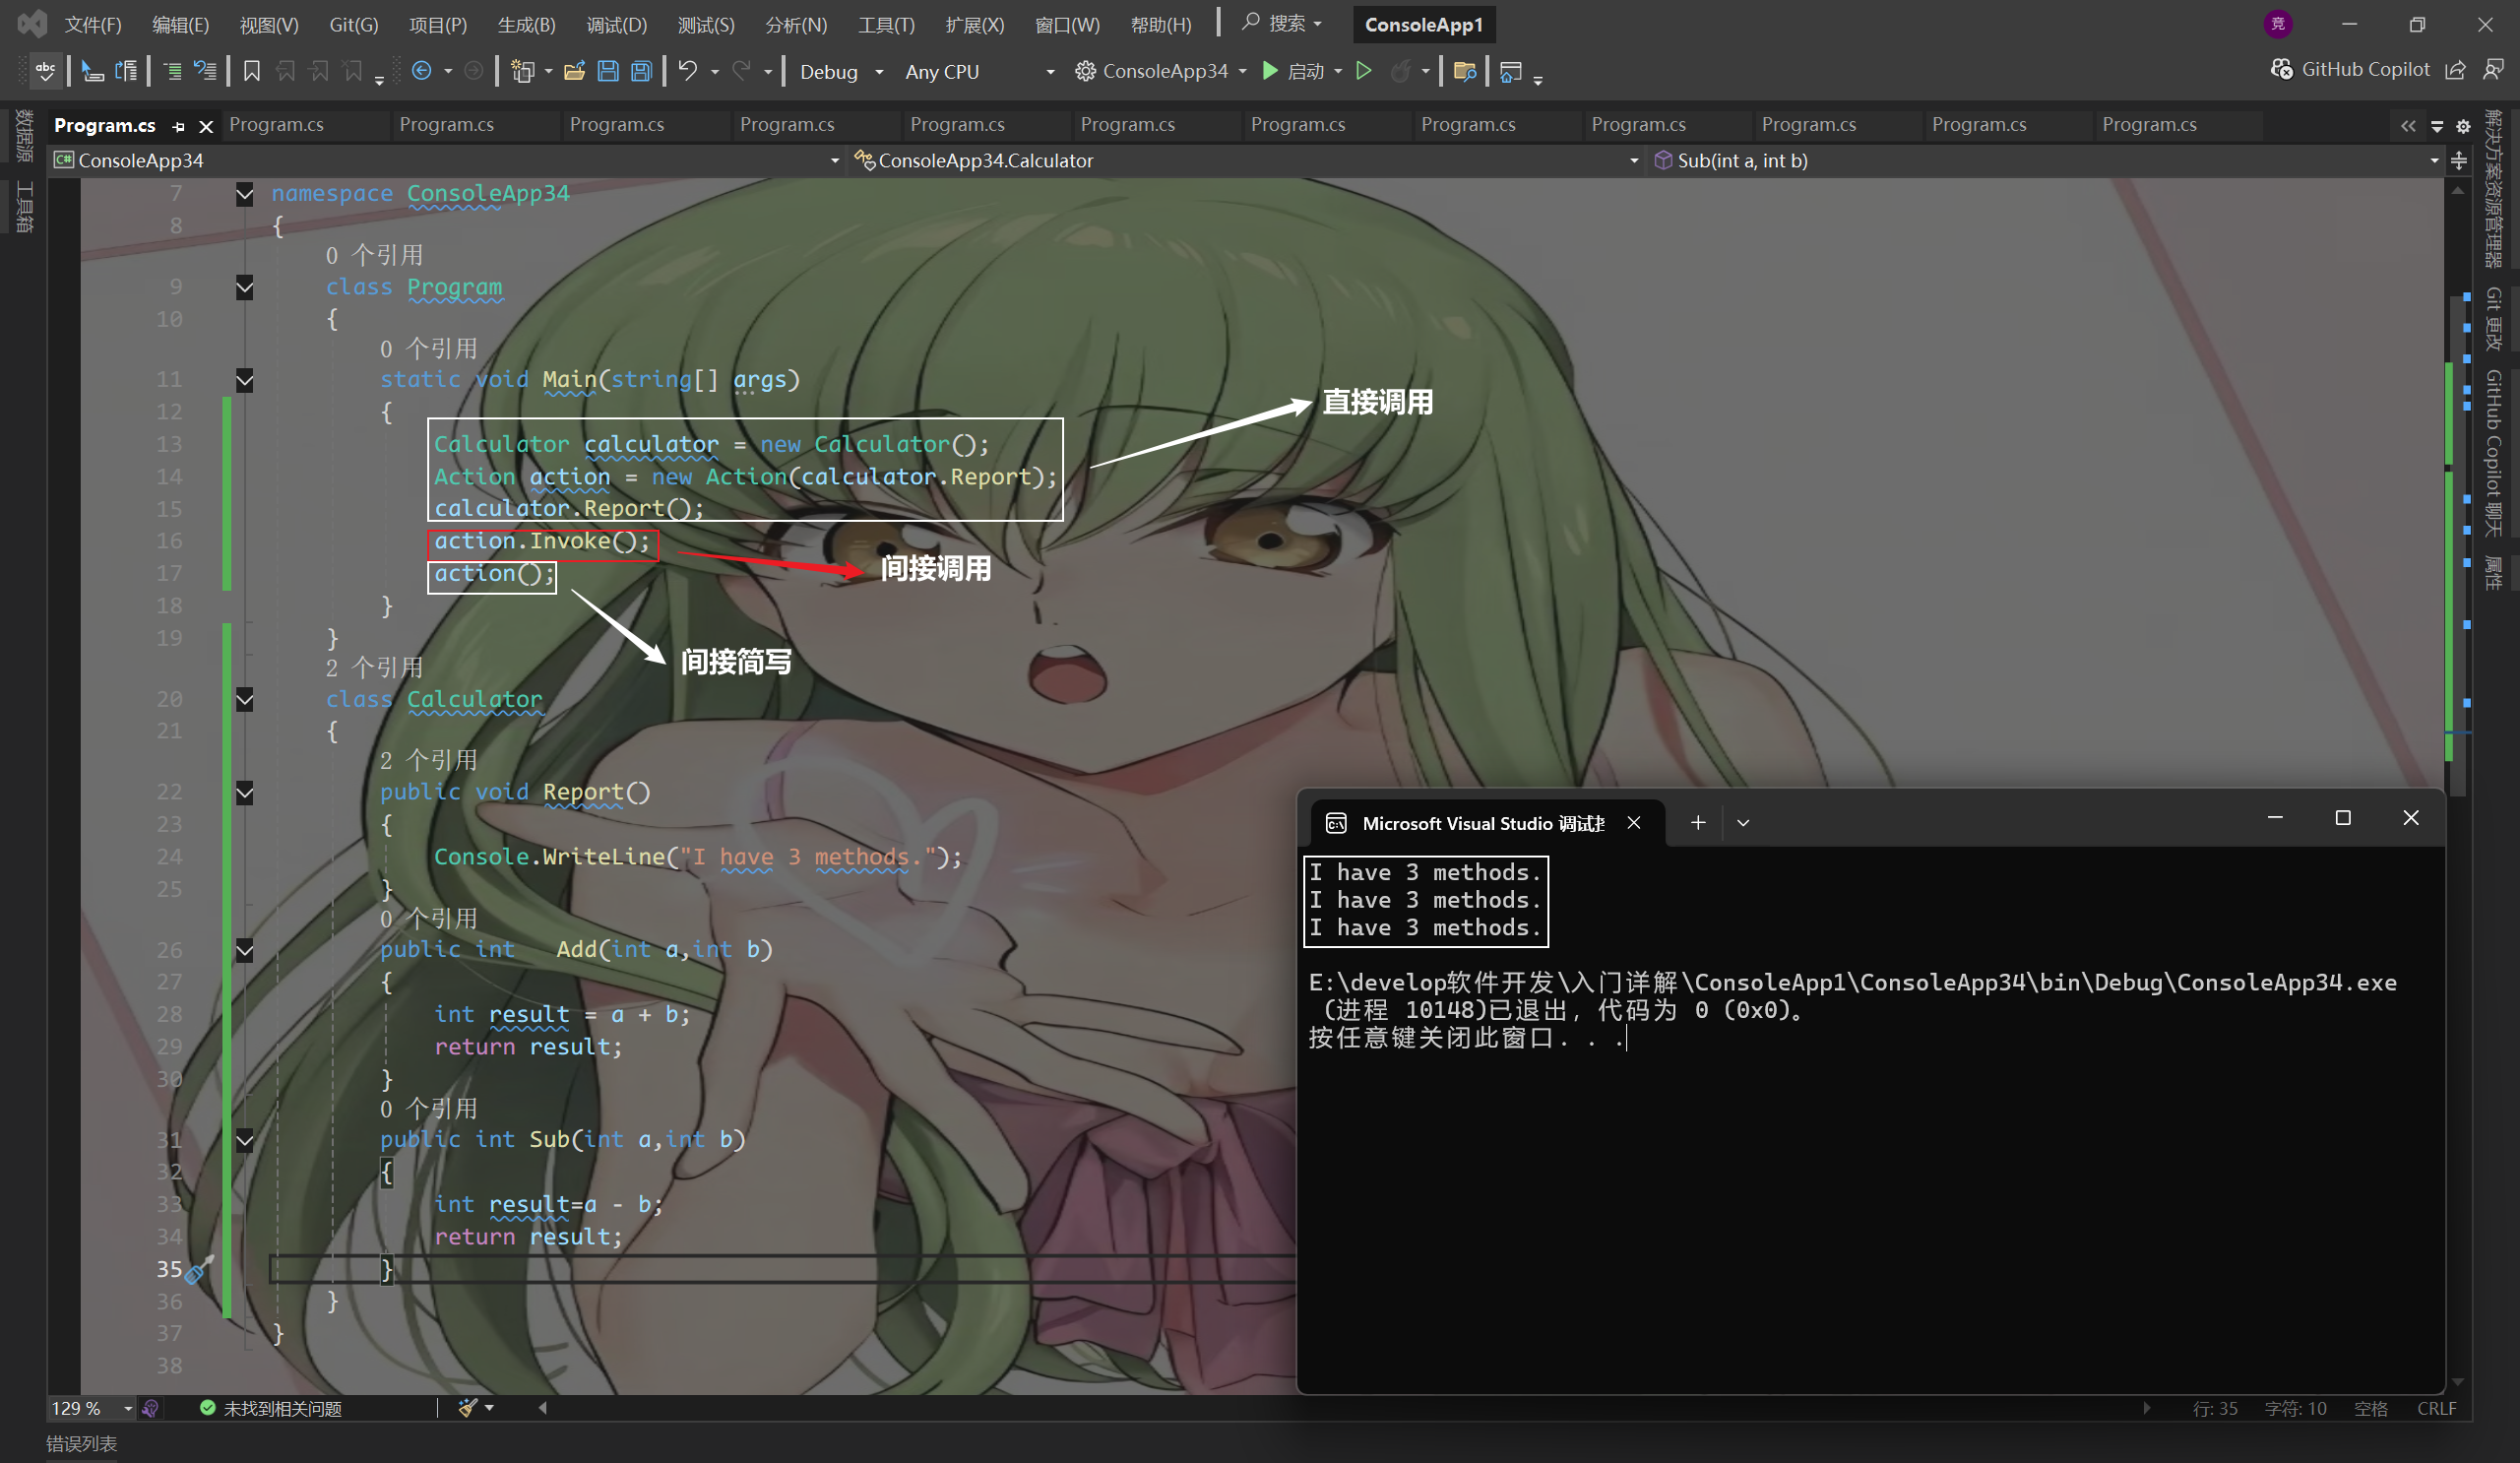 文件(F) 编辑(E) 视图(V) Git(G) 项目(P) 生成(B) 调试(D) 测试(S) 分析(N) 工具(T) 扩展(X) 窗口(W) 帮助(H) 搜索 ConsoleApp1 竞
abc Debug Any CPU ConsoleApp34 启动 GitHub Copilot
Program.cs Program.cs Program.cs Program.cs Program.cs Program.cs Program.cs Program.cs Program.cs Program.cs Program.cs Program.cs Program.cs
C# ConsoleApp34 ConsoleApp34.Calculator Sub(int a, int b)
数据源
工具箱
7 namespace ConsoleApp34
8 {
0 个引用
9 class Program
10 {
0 个引用
11 static void Main(string[] args)
12 {
13 Calculator calculator = new Calculator();
14 Action action = new Action(calculator.Report);
15 calculator.Report();
16 action.Invoke();
17 action();
18 }
19 }
直接调用
间接调用
间接简写
2 个引用
20 class Calculator
21 {
2 个引用
22 public void Report()
23 {
24 Console.WriteLine("I have 3 methods.");
25 }
0 个引用
26 public int Add(int a,int b)
27 {
28 int result = a + b;
29 return result;
30 }
0 个引用
31 public int Sub(int a,int b)
32 {
33 int result=a - b;
34 return result;
35 }
36 }
37 }
38
Microsoft Visual Studio 调试
I have 3 methods.
I have 3 methods.
I have 3 methods.
E:\develop软件开发\入门详解\ConsoleApp1\ConsoleApp34\bin\Debug\ConsoleApp34.exe
(进程 10148)已退出，代码为 0 (0x0)。
按任意键关闭此窗口. . .
解决方案资源管理器
Git 更改
GitHub Copilot 聊天
属性
129 % 未找到相关问题 行: 35 字符: 10 空格 CRLF
错误列表